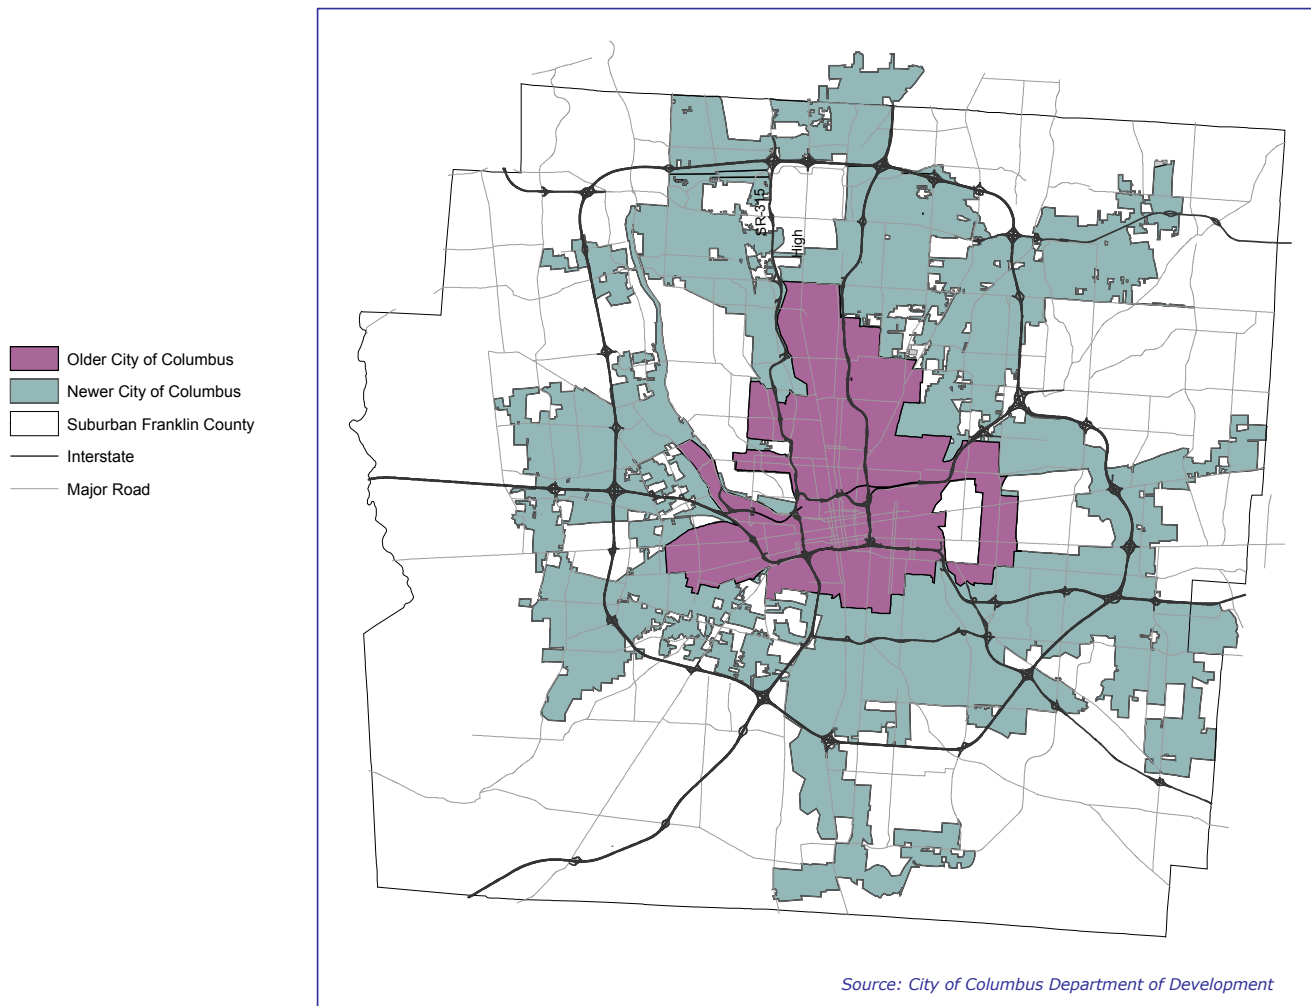 Older City of Columbus
Newer City of Columbus
Suburban Franklin County
Interstate
Major Road
SR-315
High
Source: City of Columbus Department of Development